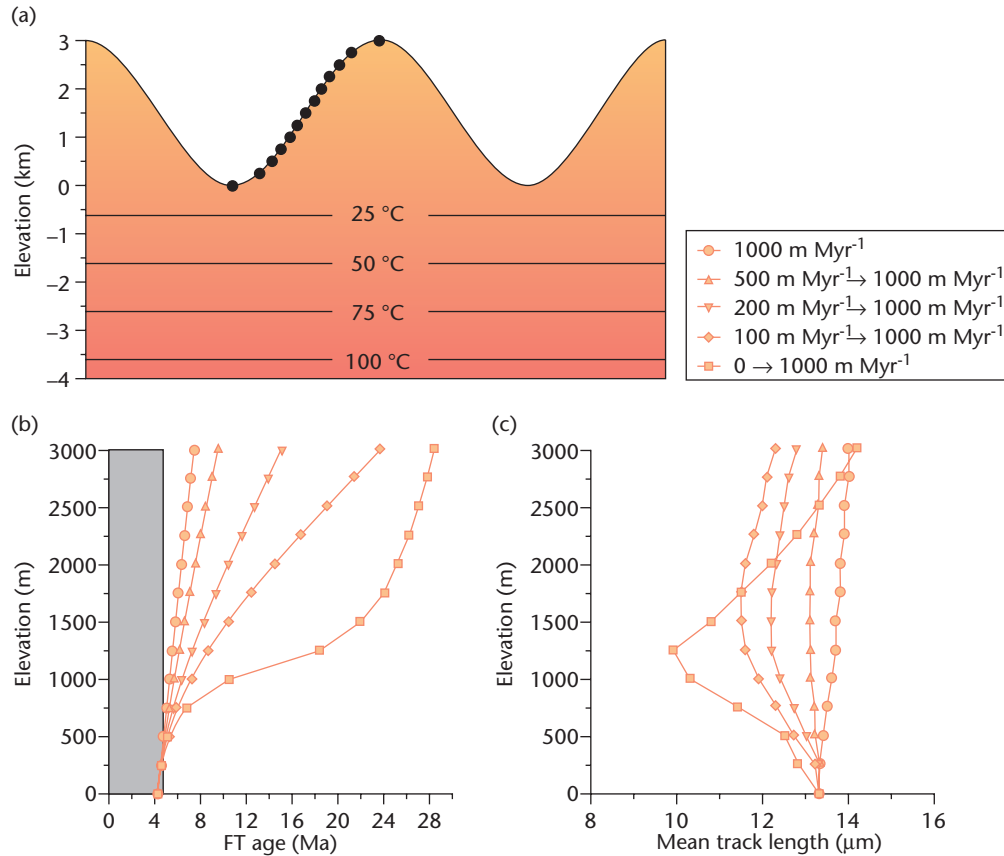 (a)
3
2
1
0
−1
−2
−3
−4
Elevation (km)
25 °C
50 °C
75 °C
100 °C
1000 m Myr⁻¹
500 m Myr⁻¹→ 1000 m Myr⁻¹
200 m Myr⁻¹→ 1000 m Myr⁻¹
100 m Myr⁻¹→ 1000 m Myr⁻¹
0 → 1000 m Myr⁻¹
(b)
3000
2500
2000
1500
1000
500
0
Elevation (m)
0 4 8 12 16 20 24 28
FT age (Ma)
(c)
3000
2500
2000
1500
1000
500
0
Elevation (m)
8 10 12 14 16
Mean track length (μm)